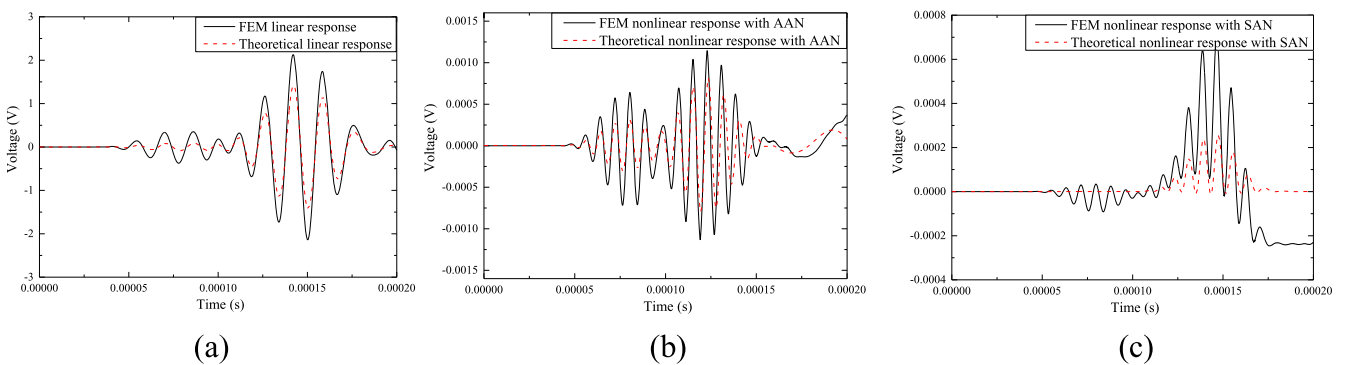 FEM linear response
Theoretical linear response
3
2
1
0
-1
-2
-3
Voltage (V)
0.00000
0.00005
0.00010
0.00015
0.00020
Time (s)
(a)
FEM nonlinear response with AAN
Theoretical nonlinear response with AAN
0.0015
0.0010
0.0005
0.0000
-0.0005
-0.0010
-0.0015
Voltage (V)
0.00000
0.00005
0.00010
0.00015
0.00020
Time (s)
(b)
FEM nonlinear response with SAN
Theoretical nonlinear response with SAN
0.0008
0.0006
0.0004
0.0002
0.0000
-0.0002
-0.0004
Voltage (V)
0.00000
0.00005
0.00010
0.00015
0.00020
Time (s)
(c)